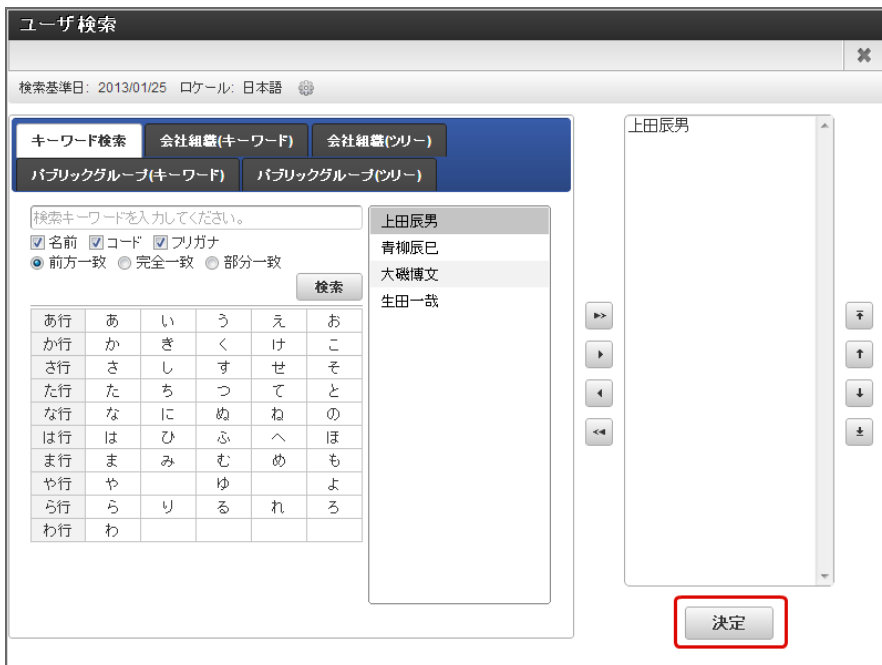 ユーザ検索
検索基準日: 2013/01/25 ロケール: 日本語
キーワード検索 会社組織(キーワード) 会社組織(ツリー)
パブリックグループ(キーワード) パブリックグループ(ツリー)
検索キーワードを入力してください。
名前 コード フリガナ
前方一致 完全一致 部分一致
検索
あ行 あ い う え お
か行 か き く け こ
さ行 さ し す せ そ
た行 た ち つ て と
な行 な に ぬ ね の
は行 は ひ ふ へ ほ
ま行 ま み む め も
や行 や ゆ よ
ら行 ら り る れ ろ
わ行 わ
上田辰男
青柳辰巳
大磯博文
生田一哉
上田辰男
決定